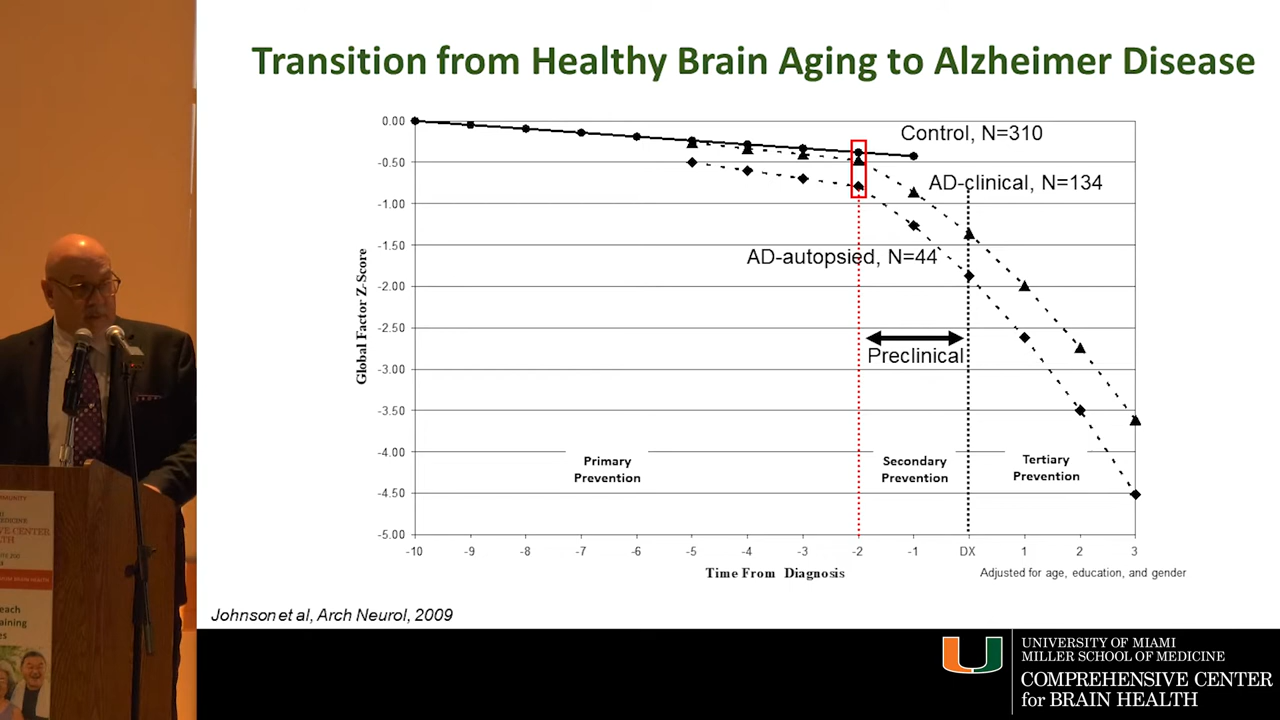 Transition from Healthy Brain Aging to Alzheimer Disease
0.00
-0.50
-1.00
-1.50
-2.00
-2.50
-3.00
-3.50
-4.00
-4.50
-5.00
Global Factor Z-Score
Control, N=310
AD-clinical, N=134
AD-autopsied, N=44
Preclinical
Primary
Prevention
Secondary
Prevention
Tertiary
Prevention
-10 -9 -8 -7 -6 -5 -4 -3 -2 -1 DX 1 2 3
Time From Diagnosis
Adjusted for age, education, and gender
Johnson et al, Arch Neurol, 2009
UNIVERSITY OF MIAMI
MILLER SCHOOL OF MEDICINE
COMPREHENSIVE CENTER
for BRAIN HEALTH
CENTER